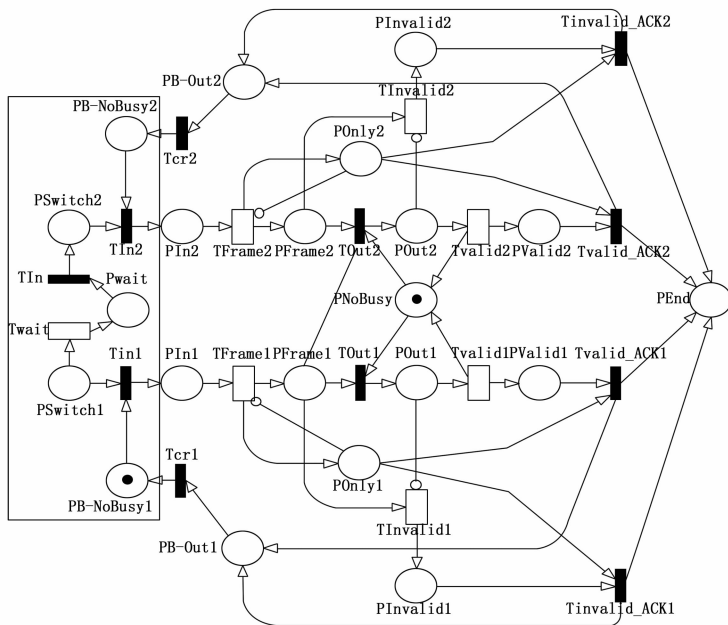 PInvalid2
Tinvalid_ACK2
PB-Out2
TInvalid2
PB-NoBusy2
POnly2
Tcr2
PSwitch2
TIn2
PIn2
TFrame2
PFrame2
TOut2
POut2
Tvalid2
PValid2
Tvalid_ACK2
TIn
Pwait
PNoBusy
PEnd
Twait
Tin1
PIn1
TFrame1
PFrame1
TOut1
POut1
Tvalid1
PValid1
Tvalid_ACK1
PSwitch1
Tcr1
POnly1
PB-NoBusy1
TInvalid1
PB-Out1
PInvalid1
Tinvalid_ACK1